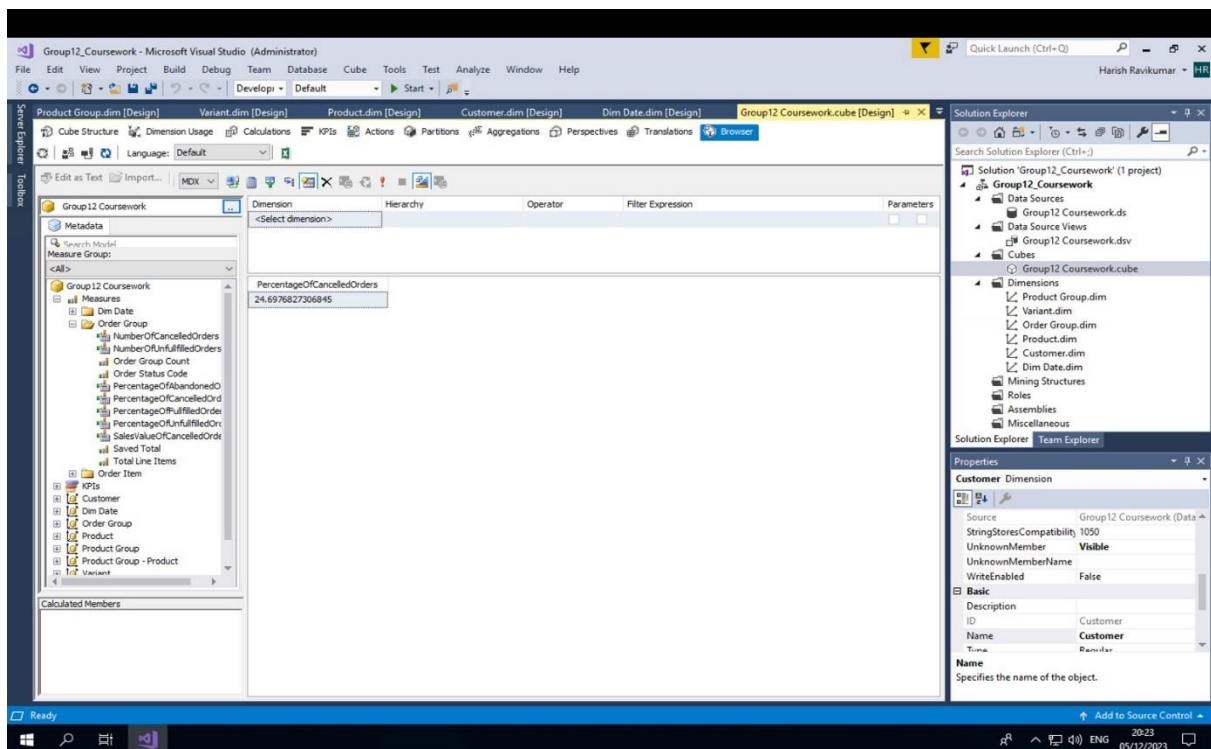 Group12_Coursework - Microsoft Visual Studio (Administrator)
Quick Launch (Ctrl+Q)
File Edit View Project Build Debug Team Database Cube Tools Test Analyze Window Help
Harish Ravikumar HR
Developi Default Start
Server Explorer
Toolbox
Product Group.dim [Design] Variant.dim [Design] Product.dim [Design] Customer.dim [Design] Dim Date.dim [Design] Group12 Coursework.cube [Design]
Cube Structure Dimension Usage Calculations KPIs Actions Partitions Aggregations Perspectives Translations Browser
Language: Default
Edit as Text Import... MDX
Group12 Coursework ..
Metadata
Search Model
Measure Group:
<All>
Group12 Coursework
Measures
Dim Date
Order Group
NumberOfCancelledOrders
NumberOfUnfulfilledOrders
Order Group Count
Order Status Code
PercentageOfAbandonedO
PercentageOfCancelledOrd
PercentageOfFullfilledOrder
PercentageOfUnfulfilledOrd
SalesValueOfCancelledOrde
Saved Total
Total Line Items
Order Item
KPIs
Customer
Dim Date
Order Group
Product
Product Group
Product Group - Product
Variant
Calculated Members
Dimension Hierarchy Operator Filter Expression Parameters
<Select dimension>
PercentageOfCancelledOrders
24.6976827306845
Solution Explorer
Search Solution Explorer (Ctrl+;)
Solution 'Group12_Coursework' (1 project)
Group12_Coursework
Data Sources
Group12 Coursework.ds
Data Source Views
Group12 Coursework.dsv
Cubes
Group12 Coursework.cube
Dimensions
Product Group.dim
Variant.dim
Order Group.dim
Product.dim
Customer.dim
Dim Date.dim
Mining Structures
Roles
Assemblies
Miscellaneous
Solution Explorer Team Explorer
Properties
Customer Dimension
Source Group12 Coursework (Data
StringStoresCompatibility 1050
UnknownMember Visible
UnknownMemberName
WriteEnabled False
Basic
Description
ID Customer
Name Customer
Type Regular
Name
Specifies the name of the object.
Ready
Add to Source Control
ENG
20:23
05/12/2023